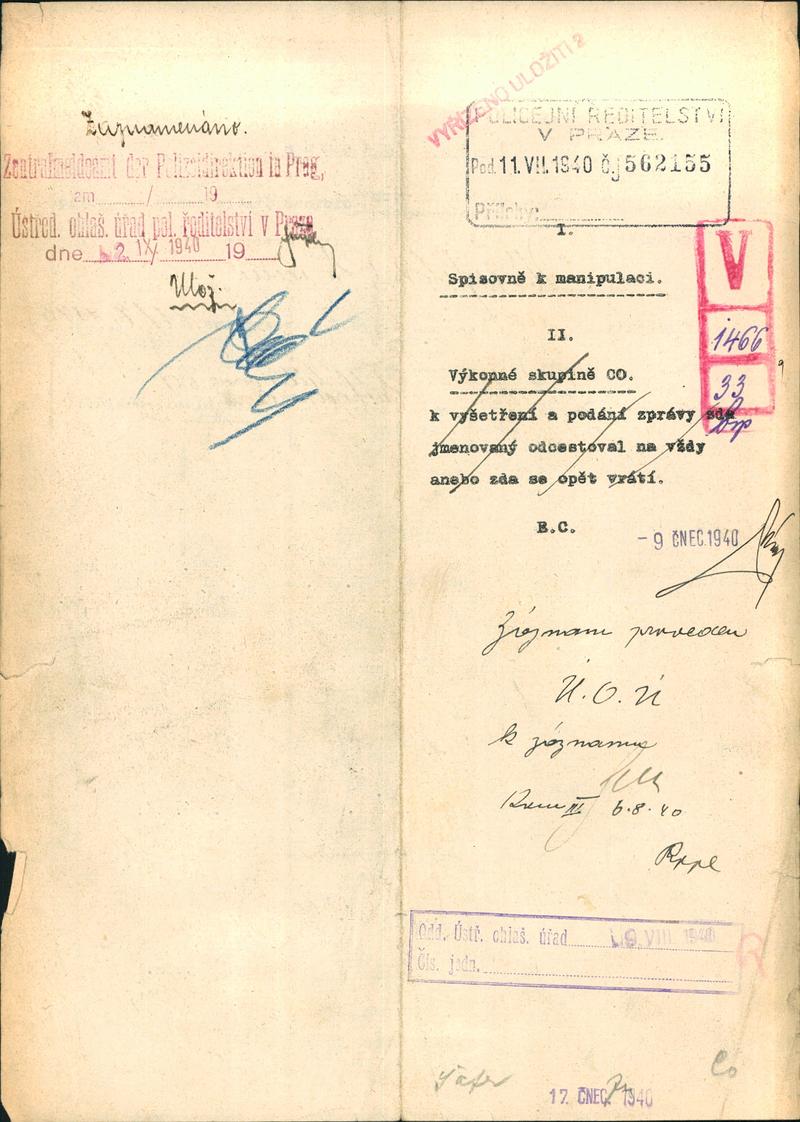 Zaznamenáno.
Zentralmeldeamt der Polizeidirektion in Prag,
am / 19
Ústřed. ohlaš. úřad pol. ředitelství v Praze
dne 2. IX. 1940 19
Ulož.
VYŘÍZENO ULOŽITI 2
POLICEJNÍ ŘEDITELSTVÍ
V PRAZE.
Pod. 11. VII. 1940 č.j 562155
Přílohy:
I.
Spisovně k manipulaci.
V
1466
33
II.
Výkonné skupině CO.
k vyšetření a podání zprávy zda
jmenovaný odcestoval na vždy
anebo zda se opět vrátí.
E.C.
- 9 ČNEC. 1940
Záznam proveden
Ú.O.Ú
k záznamu
6.8.40
Odd. Ústř. ohlaš. úřad VIII. 1940
Čís. jedn.
17. ČNEC. 1940
Co